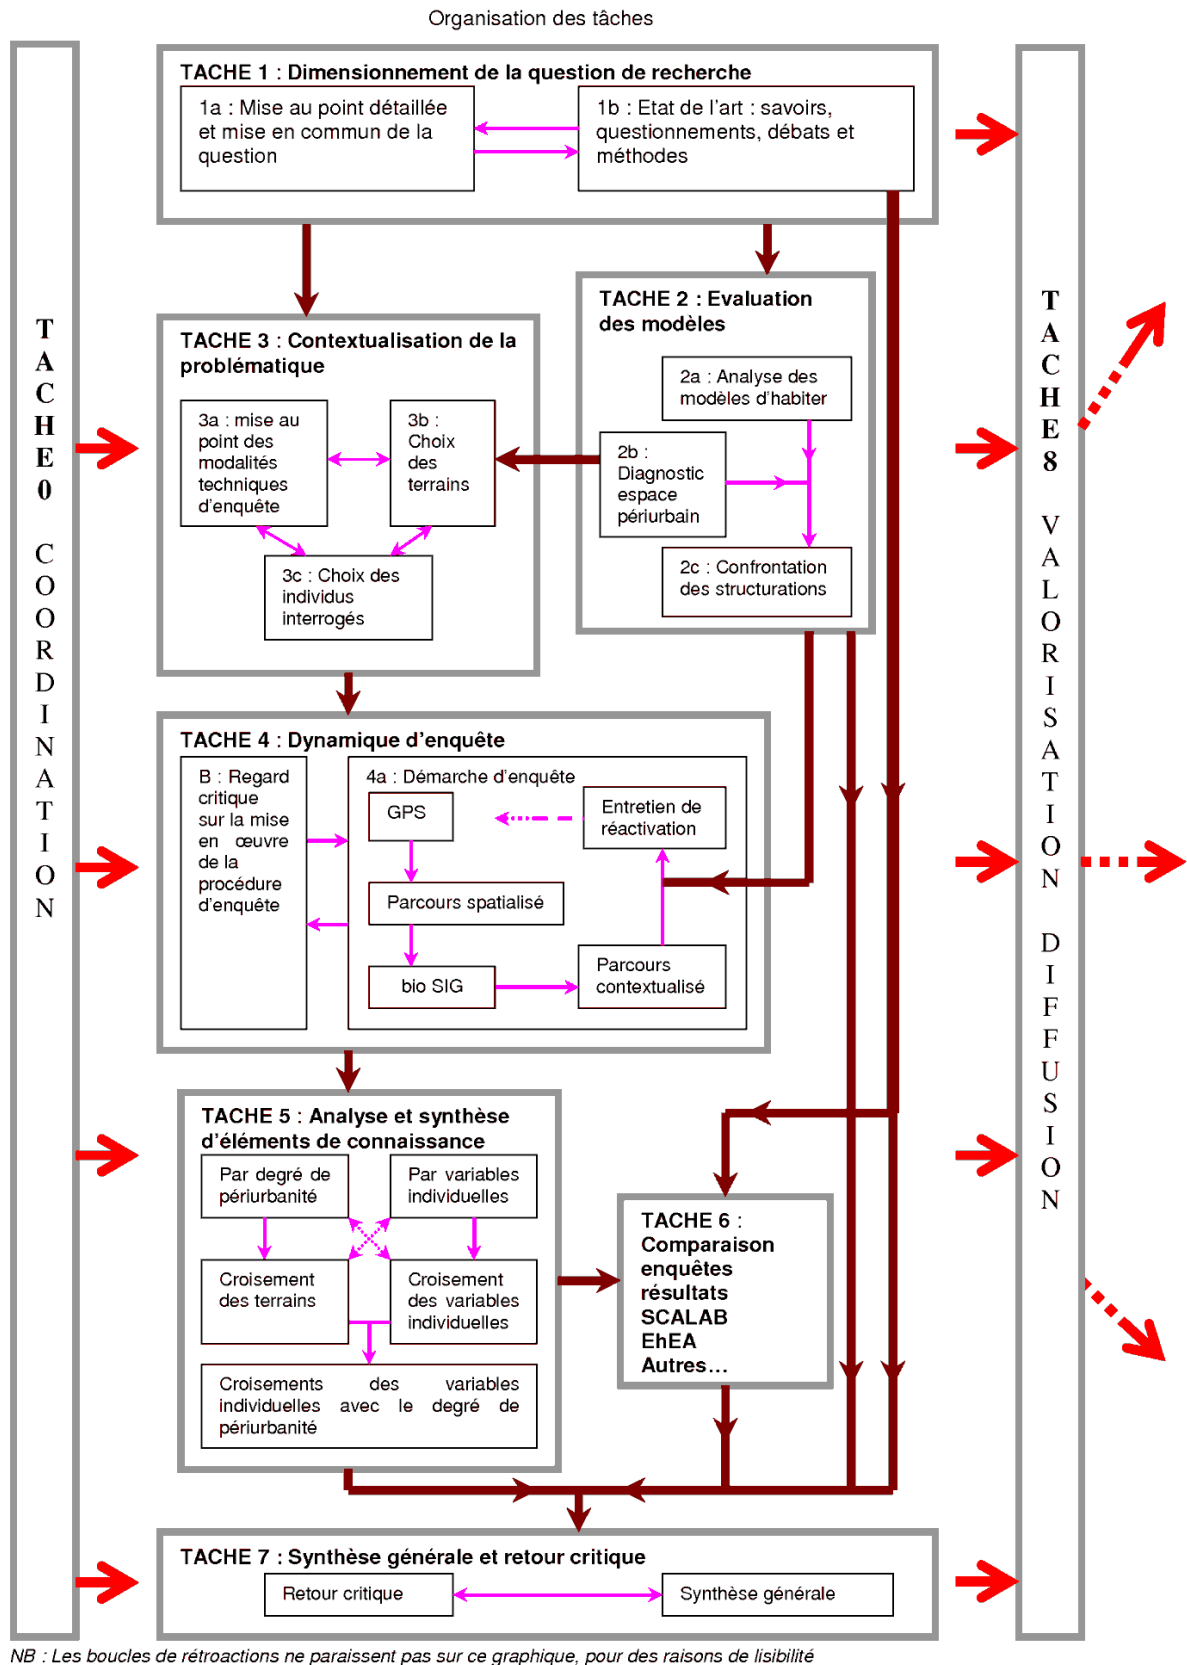 Organisation des tâches
TACHE 1 : Dimensionnement de la question de recherche
1a : Mise au point détaillée
et mise en commun de la
question
1b : Etat de l'art : savoirs,
questionnements, débats et
méthodes
TACHE 2 : Evaluation
des modèles
2a : Analyse des
modèles d'habiter
2b :
Diagnostic
espace
périurbain
2c : Confrontation
des structurations
TACHE 3 : Contextualisation de la
problématique
3a : mise au
point des
modalités
techniques
d'enquête
3b :
Choix
des
terrains
3c : Choix des
individus
interrogés
TACHE 4 : Dynamique d'enquête
B : Regard
critique
sur la mise
en œuvre
de la
procédure
d'enquête
4a : Démarche d'enquête
GPS
Entretien de
réactivation
Parcours spatialisé
bio SIG
Parcours
contextualisé
TACHE 5 : Analyse et synthèse
d'éléments de connaissance
Par degré de
périurbanité
Par variables
individuelles
Croisement
des terrains
Croisement
des variables
individuelles
Croisements des variables
individuelles avec le degré de
périurbanité
TACHE 6 :
Comparaison
enquêtes
résultats
SCALAB
EhEA
Autres...
TACHE 7 : Synthèse générale et retour critique
Retour critique
Synthèse générale
TACHE0 COORDINATION
TACHE8 VALORISATION DIFFUSION
NB : Les boucles de rétroactions ne paraissent pas sur ce graphique, pour des raisons de lisibilité